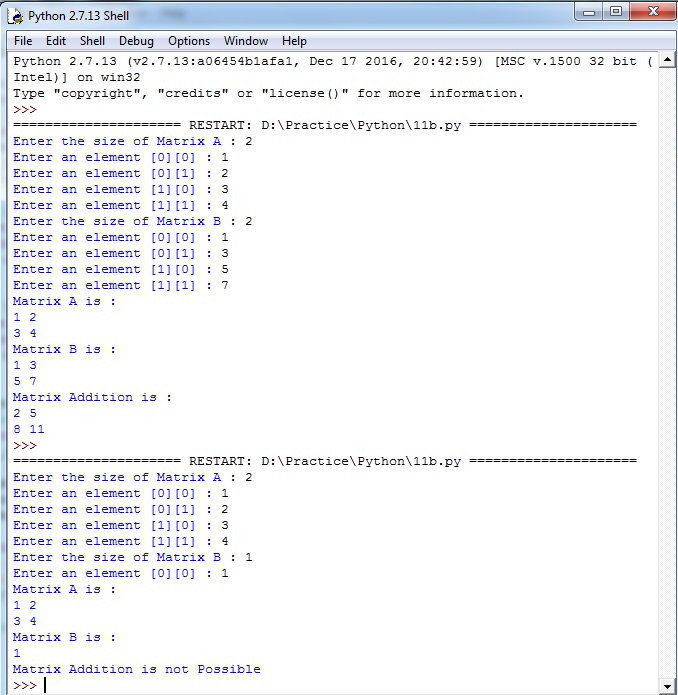 Python 2.7.13 Shell
File Edit Shell Debug Options Window Help
Python 2.7.13 (v2.7.13:a06454b1afa1, Dec 17 2016, 20:42:59) [MSC v.1500 32 bit (
Intel)] on win32
Type "copyright", "credits" or "license()" for more information.
>>>
===================== RESTART: D:\Practice\Python\11b.py =====================
Enter the size of Matrix A : 2
Enter an element [0][0] : 1
Enter an element [0][1] : 2
Enter an element [1][0] : 3
Enter an element [1][1] : 4
Enter the size of Matrix B : 2
Enter an element [0][0] : 1
Enter an element [0][1] : 3
Enter an element [1][0] : 5
Enter an element [1][1] : 7
Matrix A is :
1 2
3 4
Matrix B is :
1 3
5 7
Matrix Addition is :
2 5
8 11
>>>
===================== RESTART: D:\Practice\Python\11b.py =====================
Enter the size of Matrix A : 2
Enter an element [0][0] : 1
Enter an element [0][1] : 2
Enter an element [1][0] : 3
Enter an element [1][1] : 4
Enter the size of Matrix B : 1
Enter an element [0][0] : 1
Matrix A is :
1 2
3 4
Matrix B is :
1
Matrix Addition is not Possible
>>>